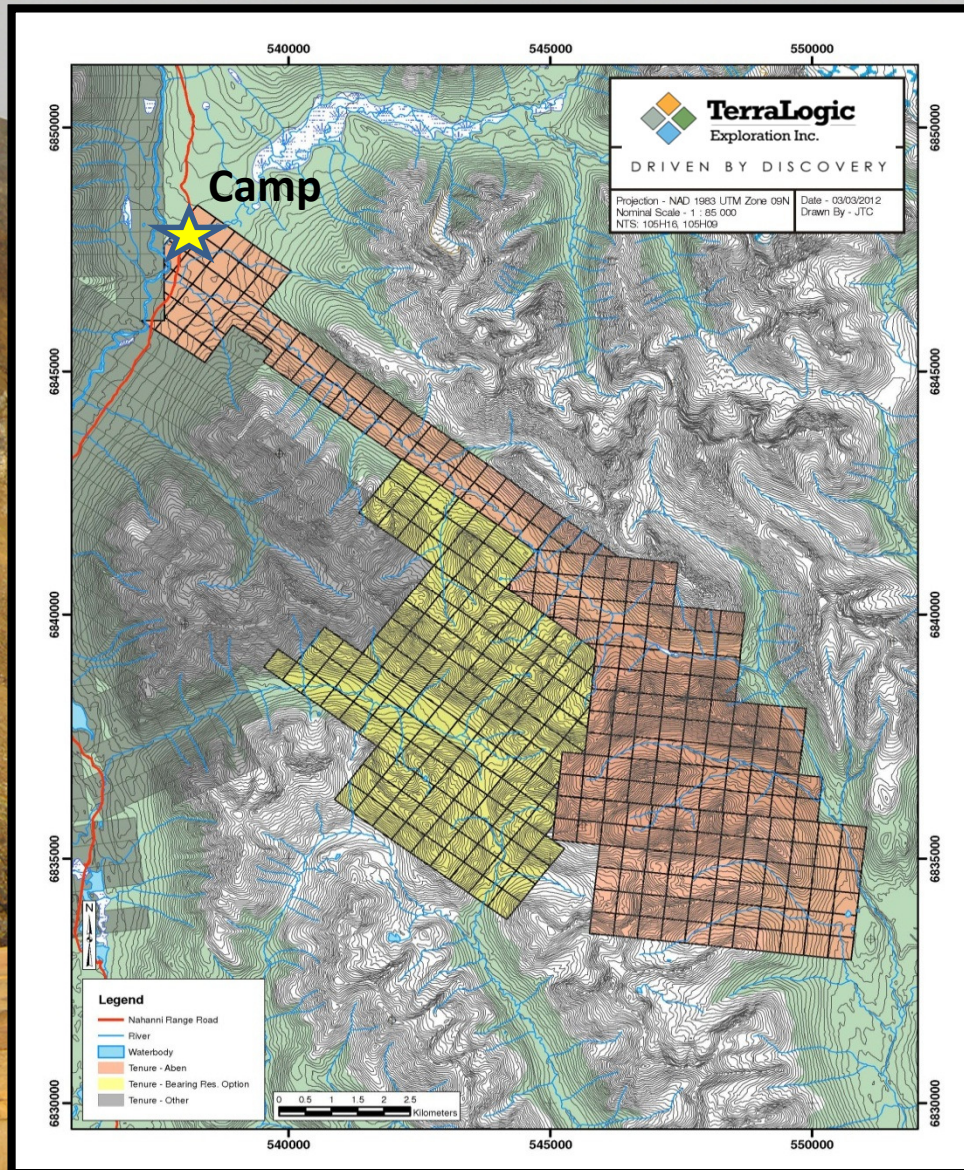 540000
545000
550000
6850000
6850000
TerraLogic
Exploration Inc.
DRIVEN BY DISCOVERY
Projection - NAD 1983 UTM Zone 09N
Nominal Scale - 1 : 85 000
NTS: 105H16, 105H09
Date - 03/03/2012
Drawn By - JTC
Camp
6845000
6845000
6840000
6840000
6835000
6835000
N
Legend
Nahanni Range Road
River
Waterbody
Tenure - Aben
Tenure - Bearing Res. Option
Tenure - Other
0 0.5 1 1.5 2 2.5
Kilometers
6830000
6830000
540000
545000
550000